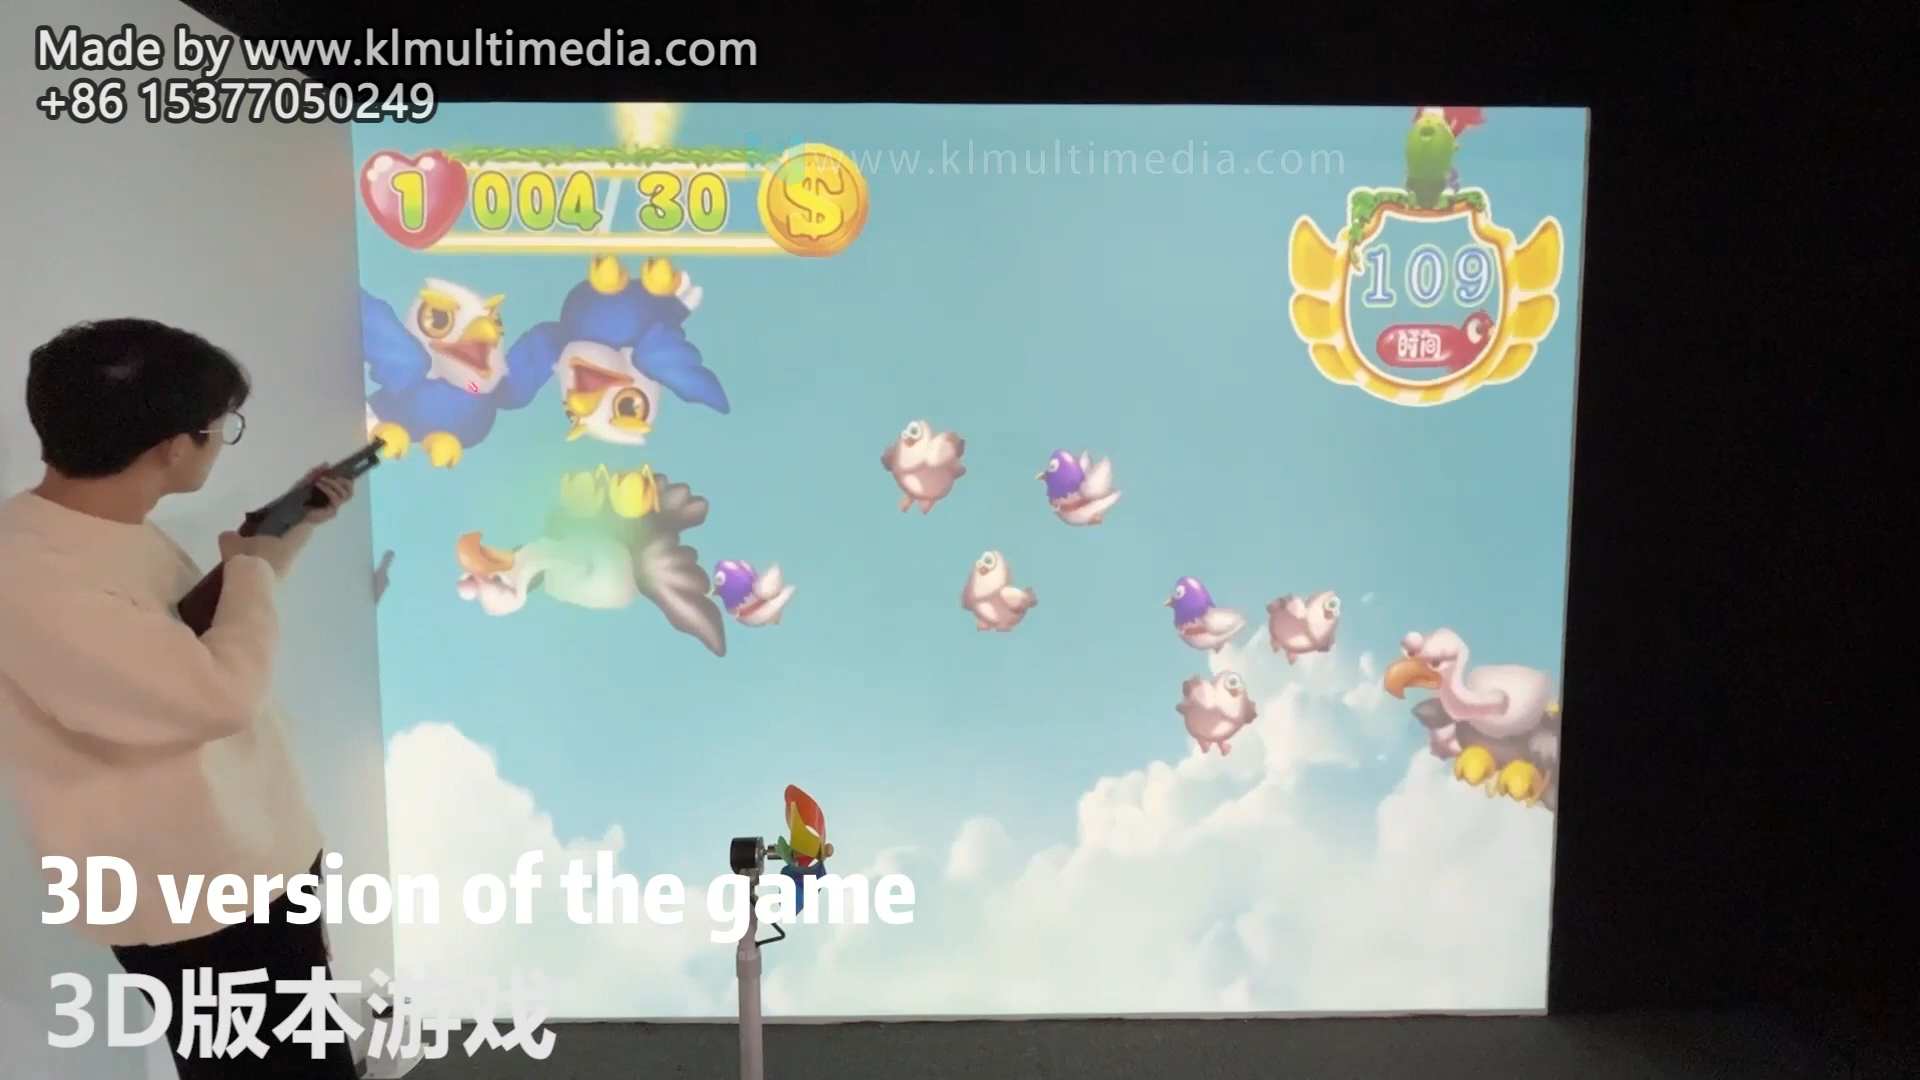 Made by www.klmultimedia.com
+86 15377050249
www.klmultimedia.com
1 004 30 $
109
时间
3D version of the game
3D版本游戏